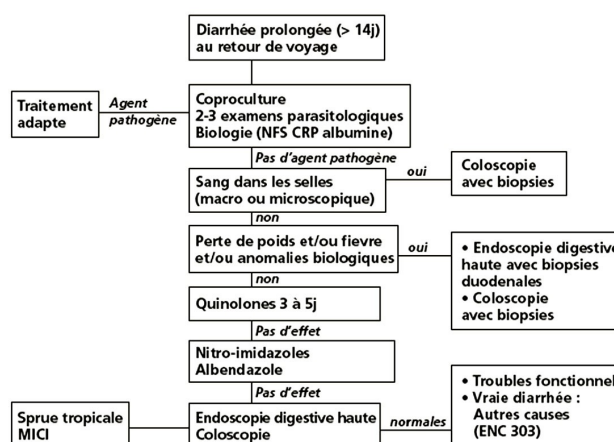 Diarrhée prolongée (> 14j)
au retour de voyage
Traitement
adapte
Agent
pathogène
Coproculture
2-3 examens parasitologiques
Biologie (NFS CRP albumine)
Pas d'agent pathogène
Sang dans les selles
(macro ou microscopique)
oui
Coloscopie
avec biopsies
non
Perte de poids et/ou fievre
et/ou anomalies biologiques
oui
• Endoscopie digestive
haute avec biopsies
duodenales
• Coloscopie
avec biopsies
non
Quinolones 3 à 5j
Pas d'effet
Nitro-imidazoles
Albendazole
Pas d'effet
Sprue tropicale
MICI
Endoscopie digestive haute
Coloscopie
normales
• Troubles fonctionnel
• Vraie diarrhée :
Autres causes
(ENC 303)